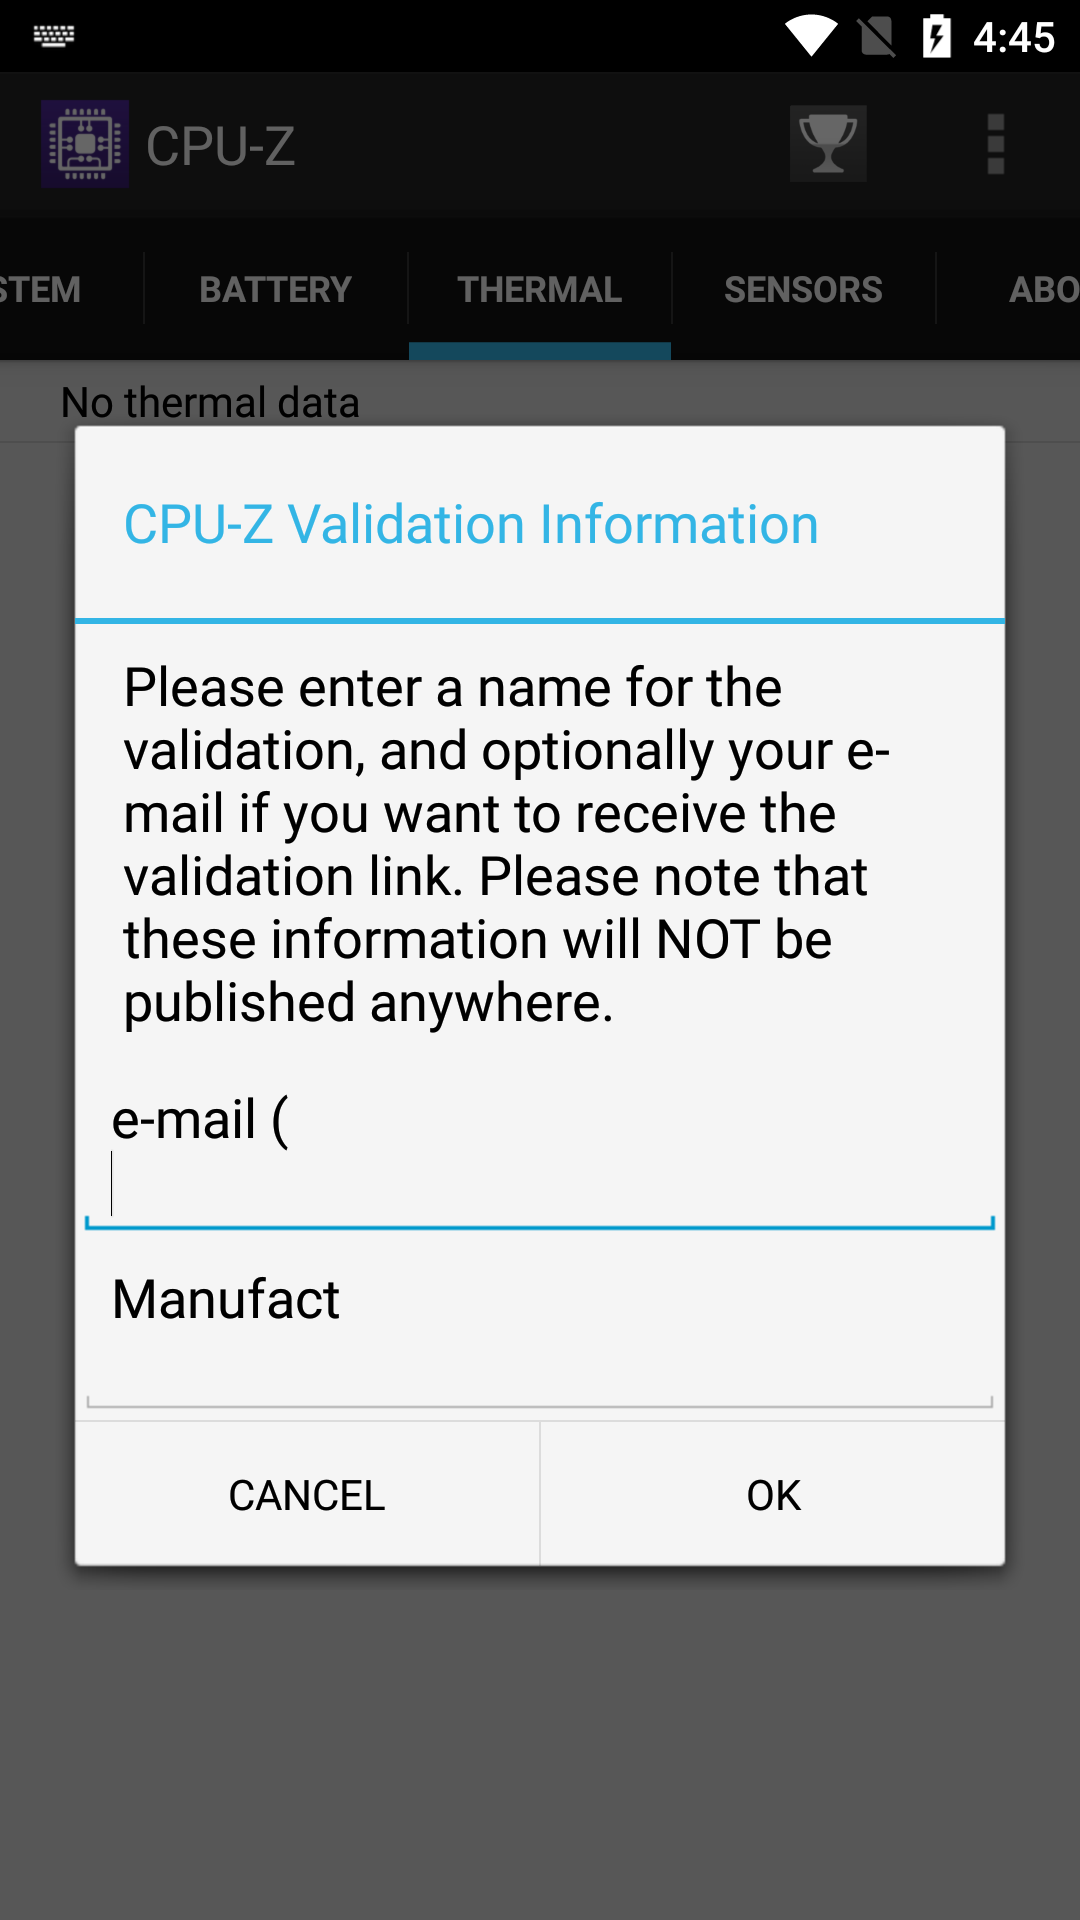 4:45
CPU-Z
STEM BATTERY THERMAL SENSORS ABO
No thermal data
CPU-Z Validation Information
Please enter a name for the
validation, and optionally your e-
mail if you want to receive the
validation link. Please note that
these information will NOT be
published anywhere.
e-mail (
Manufact
CANCEL OK